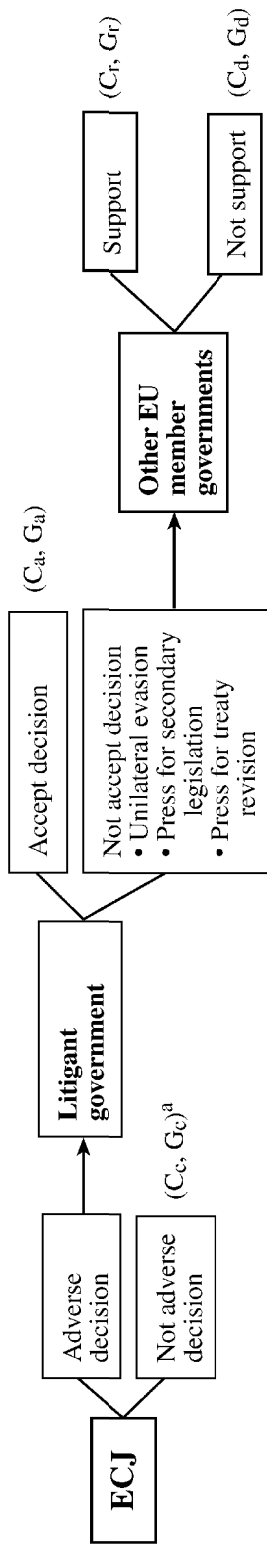 ECJ
Adverse
decision
Not adverse
decision
(Cc, Gc)a
Litigant
government
Accept decision
(Ca, Ga)
Not accept decision
• Unilateral evasion
• Press for secondary
legislation
• Press for treaty
revision
Other EU
member
governments
Support
(Cr, Gr)
Not support
(Cd, Gd)